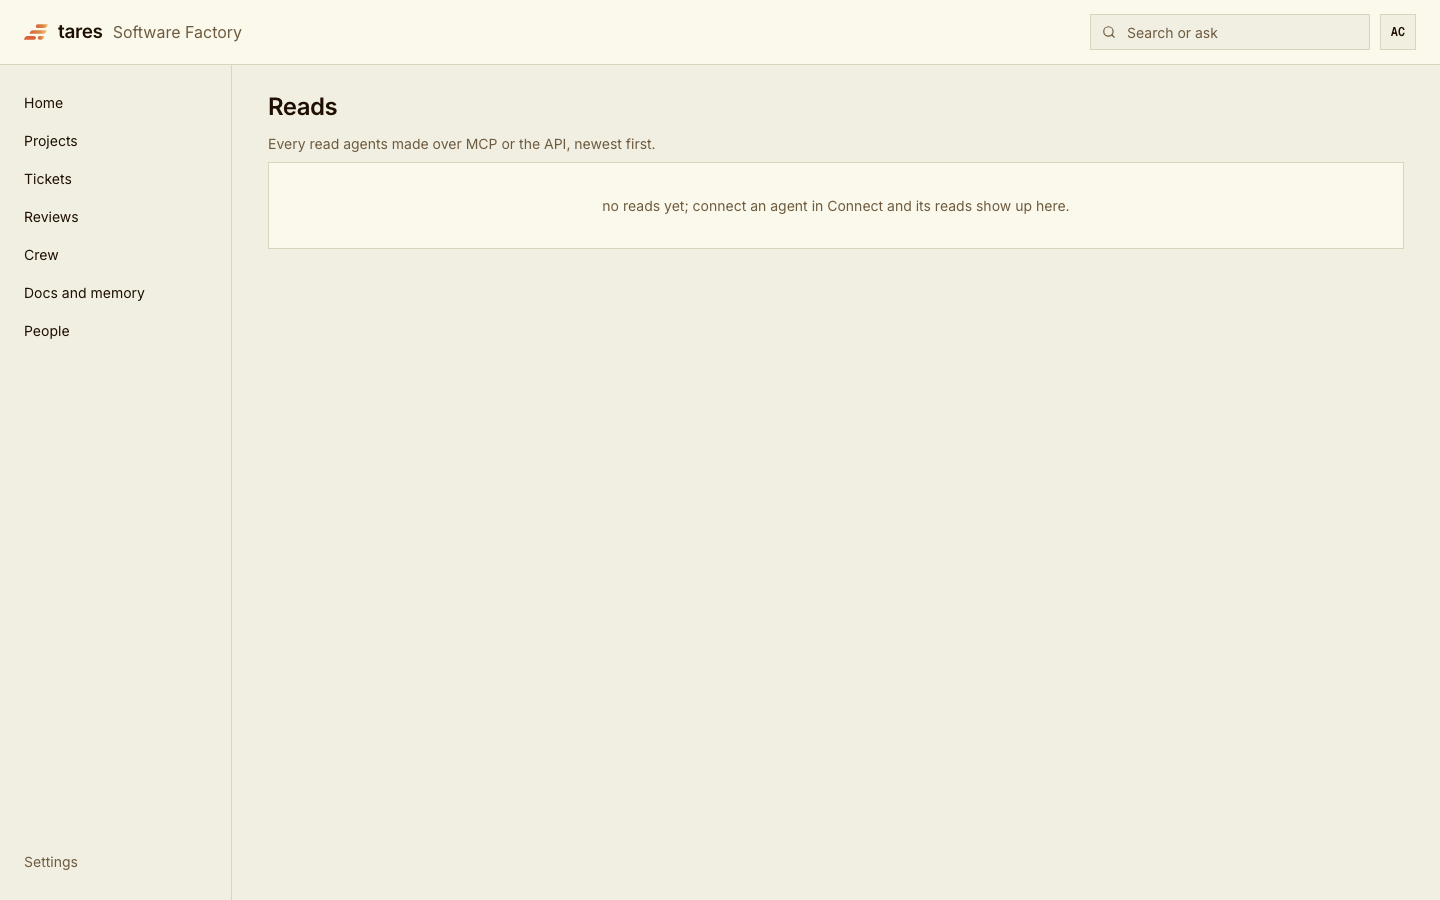 tares Software Factory
Search or ask
AC
Home
Projects
Tickets
Reviews
Crew
Docs and memory
People
Settings
Reads
Every read agents made over MCP or the API, newest first.
no reads yet; connect an agent in Connect and its reads show up here.